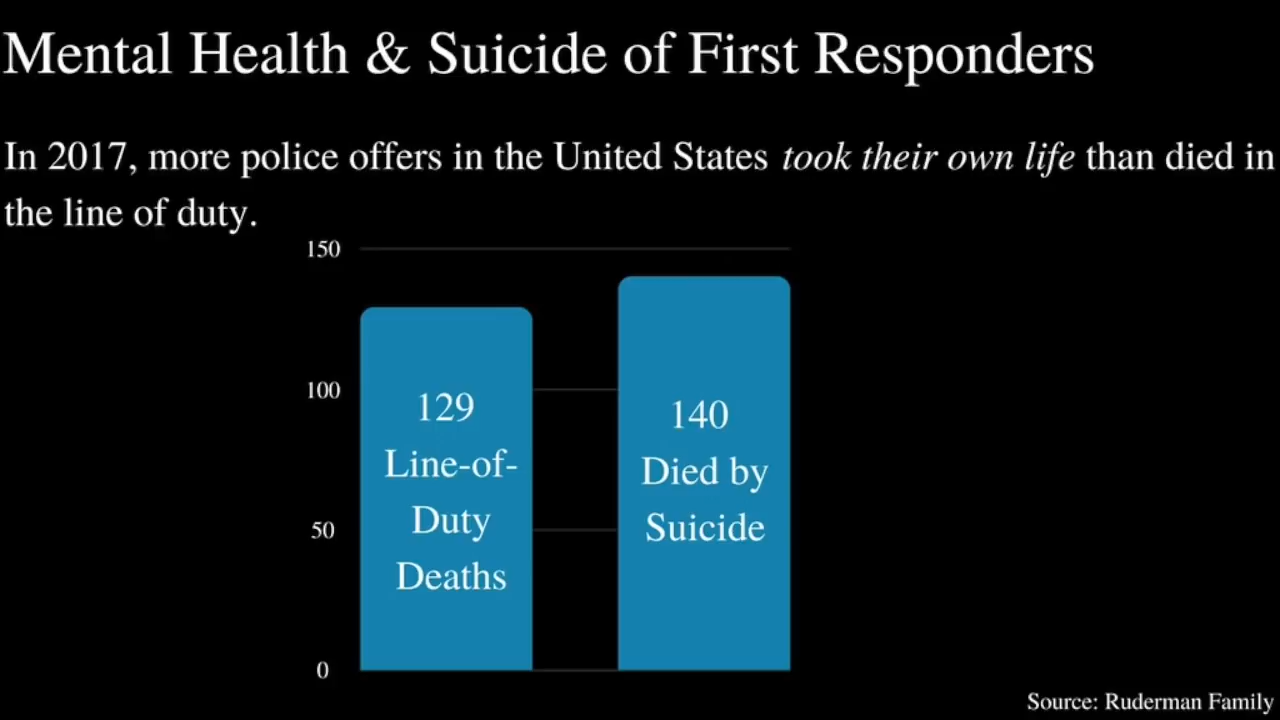 Mental Health & Suicide of First Responders
In 2017, more police offers in the United States took their own life than died in
the line of duty.
150
100
50
0
129
Line-of-
Duty
Deaths
140
Died by
Suicide
Source: Ruderman Family